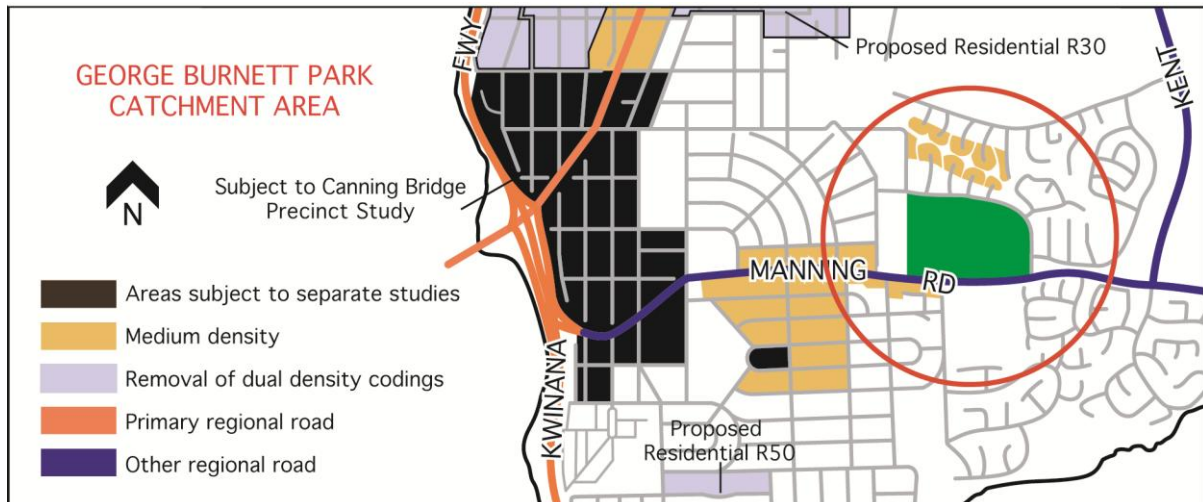 GEORGE BURNETT PARK
CATCHMENT AREA
N
Subject to Canning Bridge
Precinct Study
Areas subject to separate studies
Medium density
Removal of dual density codings
Primary regional road
Other regional road
FWY
Proposed Residential R30
KENT
MANNING
RD
KWINANA
Proposed
Residential R50